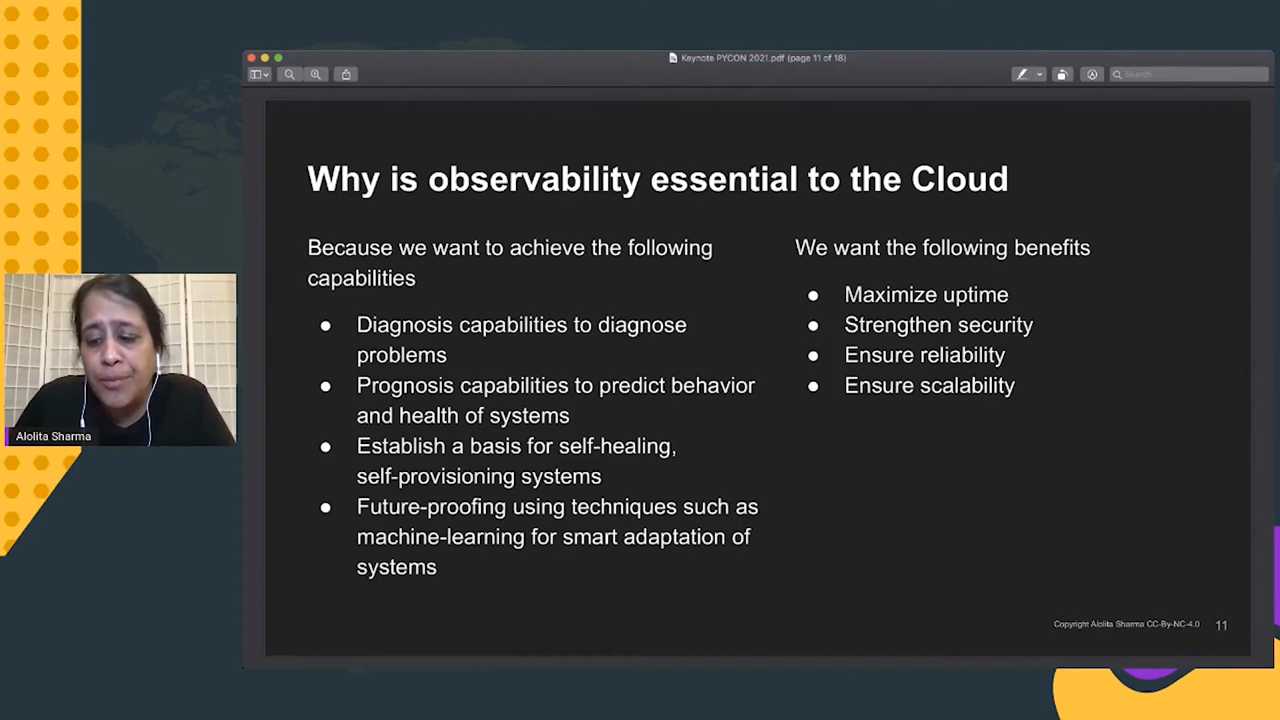 Keynote PYCON 2021.pdf (page 11 of 18)
Search
Why is observability essential to the Cloud
Because we want to achieve the following
capabilities
● Diagnosis capabilities to diagnose
problems
● Prognosis capabilities to predict behavior
and health of systems
● Establish a basis for self-healing,
self-provisioning systems
● Future-proofing using techniques such as
machine-learning for smart adaptation of
systems
We want the following benefits
● Maximize uptime
● Strengthen security
● Ensure reliability
● Ensure scalability
Alolita Sharma
Copyright Alolita Sharma CC-By-NC-4.0
11